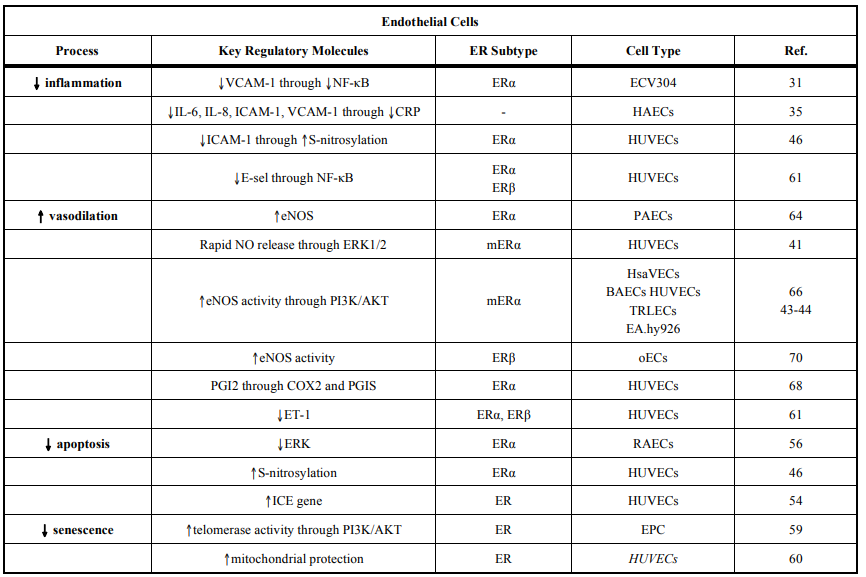 Endothelial Cells
Process Key Regulatory Molecules ER Subtype Cell Type Ref.
↓ inflammation ↓VCAM-1 through ↓NF-κB ERα ECV304 31
↓IL-6, IL-8, ICAM-1, VCAM-1 through ↓CRP - HAECs 35
↓ICAM-1 through ↑S-nitrosylation ERα HUVECs 46
↓E-sel through NF-κB ERα ERβ HUVECs 61
↑ vasodilation ↑eNOS ERα PAECs 64
Rapid NO release through ERK1/2 mERα HUVECs 41
↑eNOS activity through PI3K/AKT mERα HsaVECs BAECs HUVECs TRLECs EA.hy926 66 43-44
↑eNOS activity ERβ oECs 70
PGI2 through COX2 and PGIS ERα HUVECs 68
↓ET-1 ERα, ERβ HUVECs 61
↓ apoptosis ↓ERK ERα RAECs 56
↑S-nitrosylation ERα HUVECs 46
↑ICE gene ER HUVECs 54
↓ senescence ↑telomerase activity through PI3K/AKT ER EPC 59
↑mitochondrial protection ER HUVECs 60